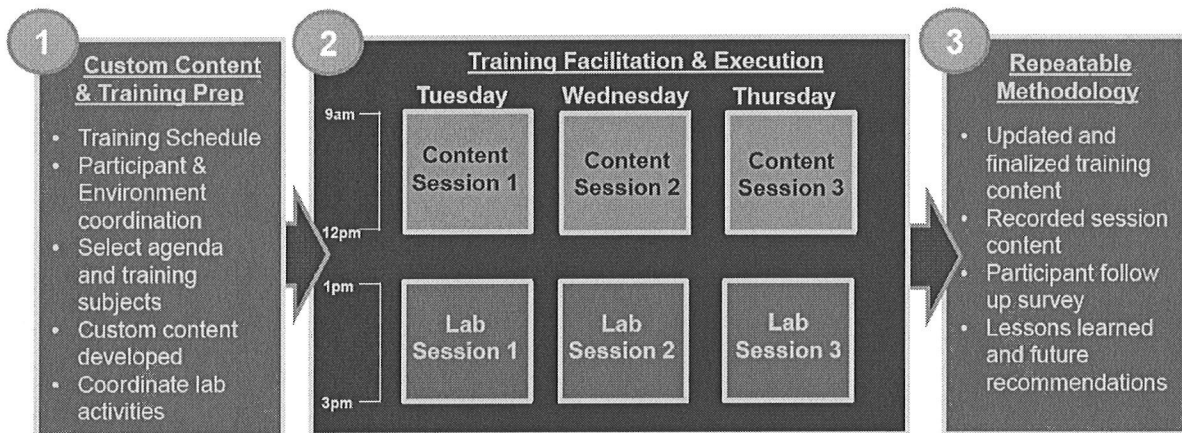 1
Custom Content
& Training Prep
• Training Schedule
• Participant &
Environment
coordination
• Select agenda
and training
subjects
• Custom content
developed
• Coordinate lab
activities
2
Training Facilitation & Execution
Tuesday Wednesday Thursday
9am
Content
Session 1
Content
Session 2
Content
Session 3
12pm
1pm
Lab
Session 1
Lab
Session 2
Lab
Session 3
3pm
3
Repeatable
Methodology
• Updated and
finalized training
content
• Recorded session
content
• Participant follow
up survey
• Lessons learned
and future
recommendations